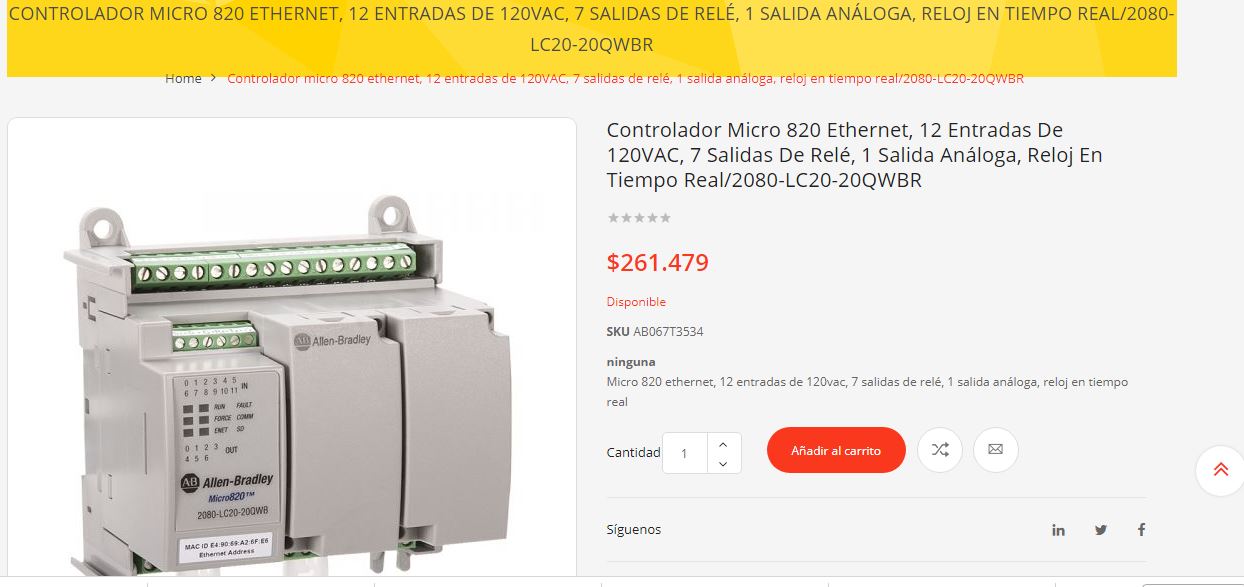 CONTROLADOR MICRO 820 ETHERNET, 12 ENTRADAS DE 120VAC, 7 SALIDAS DE RELÉ, 1 SALIDA ANÁLOGA, RELOJ EN TIEMPO REAL/2080-
LC20-20QWBR
Home > Controlador micro 820 ethernet, 12 entradas de 120VAC, 7 salidas de relé, 1 salida análoga, reloj en tiempo real/2080-LC20-20QWBR
Controlador Micro 820 Ethernet, 12 Entradas De
120VAC, 7 Salidas De Relé, 1 Salida Análoga, Reloj En
Tiempo Real/2080-LC20-20QWBR
$261.479
Disponible
SKU AB067T3534
ninguna
Micro 820 ethernet, 12 entradas de 120vac, 7 salidas de relé, 1 salida análoga, reloj en tiempo
real
Cantidad 1 Añadir al carrito
Síguenos
AB Allen-Bradley
0 1 2 3 4 5 IN
6 7 8 9 10 11
RUN FAULT
FORCE COMM
ENET SD
0 1 2 3 OUT
4 5 6
AB Allen-Bradley
Micro820™
2080-LC20-20QWB
MAC ID E4:90:69:A2:6F:E6
Ethernet Address